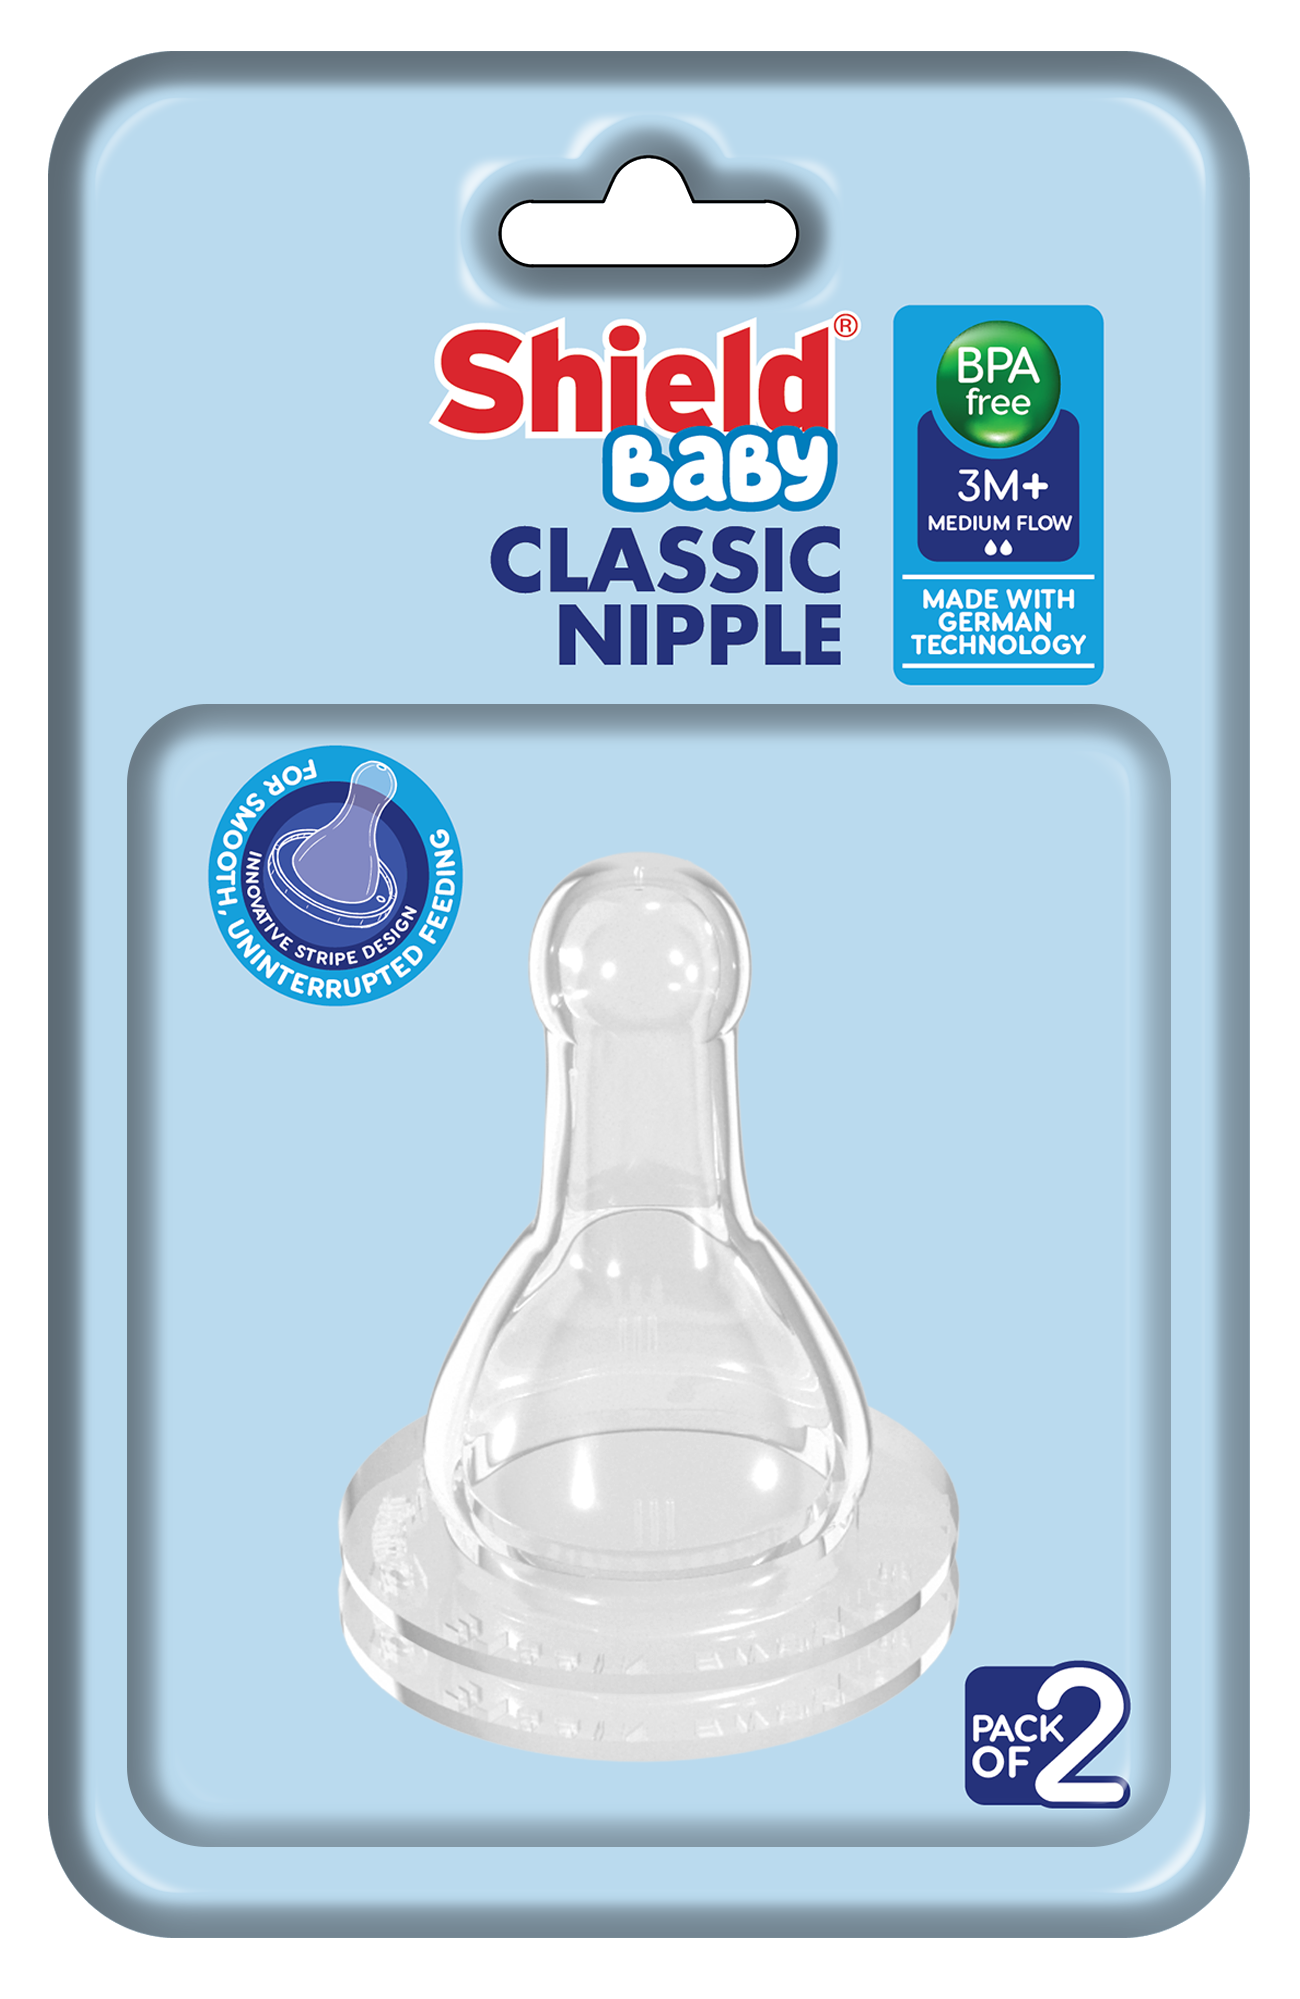 Shield®
BaBy
CLASSIC
NIPPLE
BPA
free
3M+
MEDIUM FLOW
MADE WITH
GERMAN
TECHNOLOGY
FOR SMOOTH, UNINTERRUPTED FEEDING
INNOVATIVE STRIPE DESIGN
PACK
OF 2